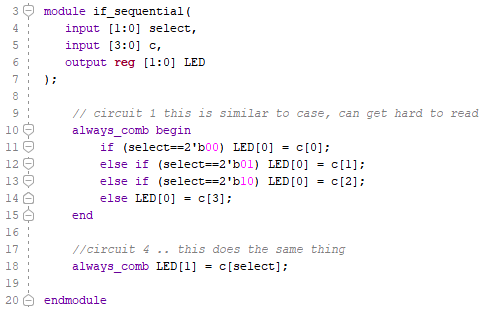 3 module if_sequential(
4 input [1:0] select,
5 input [3:0] c,
6 output reg [1:0] LED
7 );
8
9 // circuit 1 this is similar to case, can get hard to read
10 always_comb begin
11 if (select==2'b00) LED[0] = c[0];
12 else if (select==2'b01) LED[0] = c[1];
13 else if (select==2'b10) LED[0] = c[2];
14 else LED[0] = c[3];
15 end
16
17 //circuit 4 .. this does the same thing
18 always_comb LED[1] = c[select];
19
20 endmodule